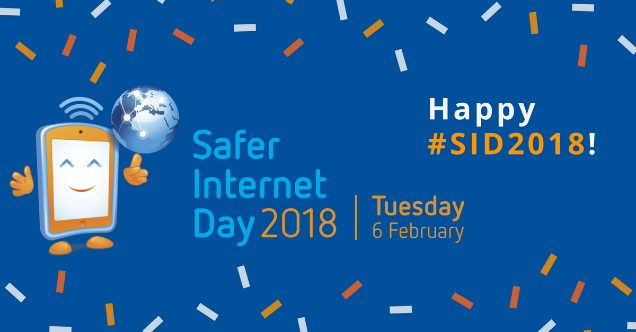 Happy
#SID2018!
Safer
Internet
Day 2018
Tuesday
6 February